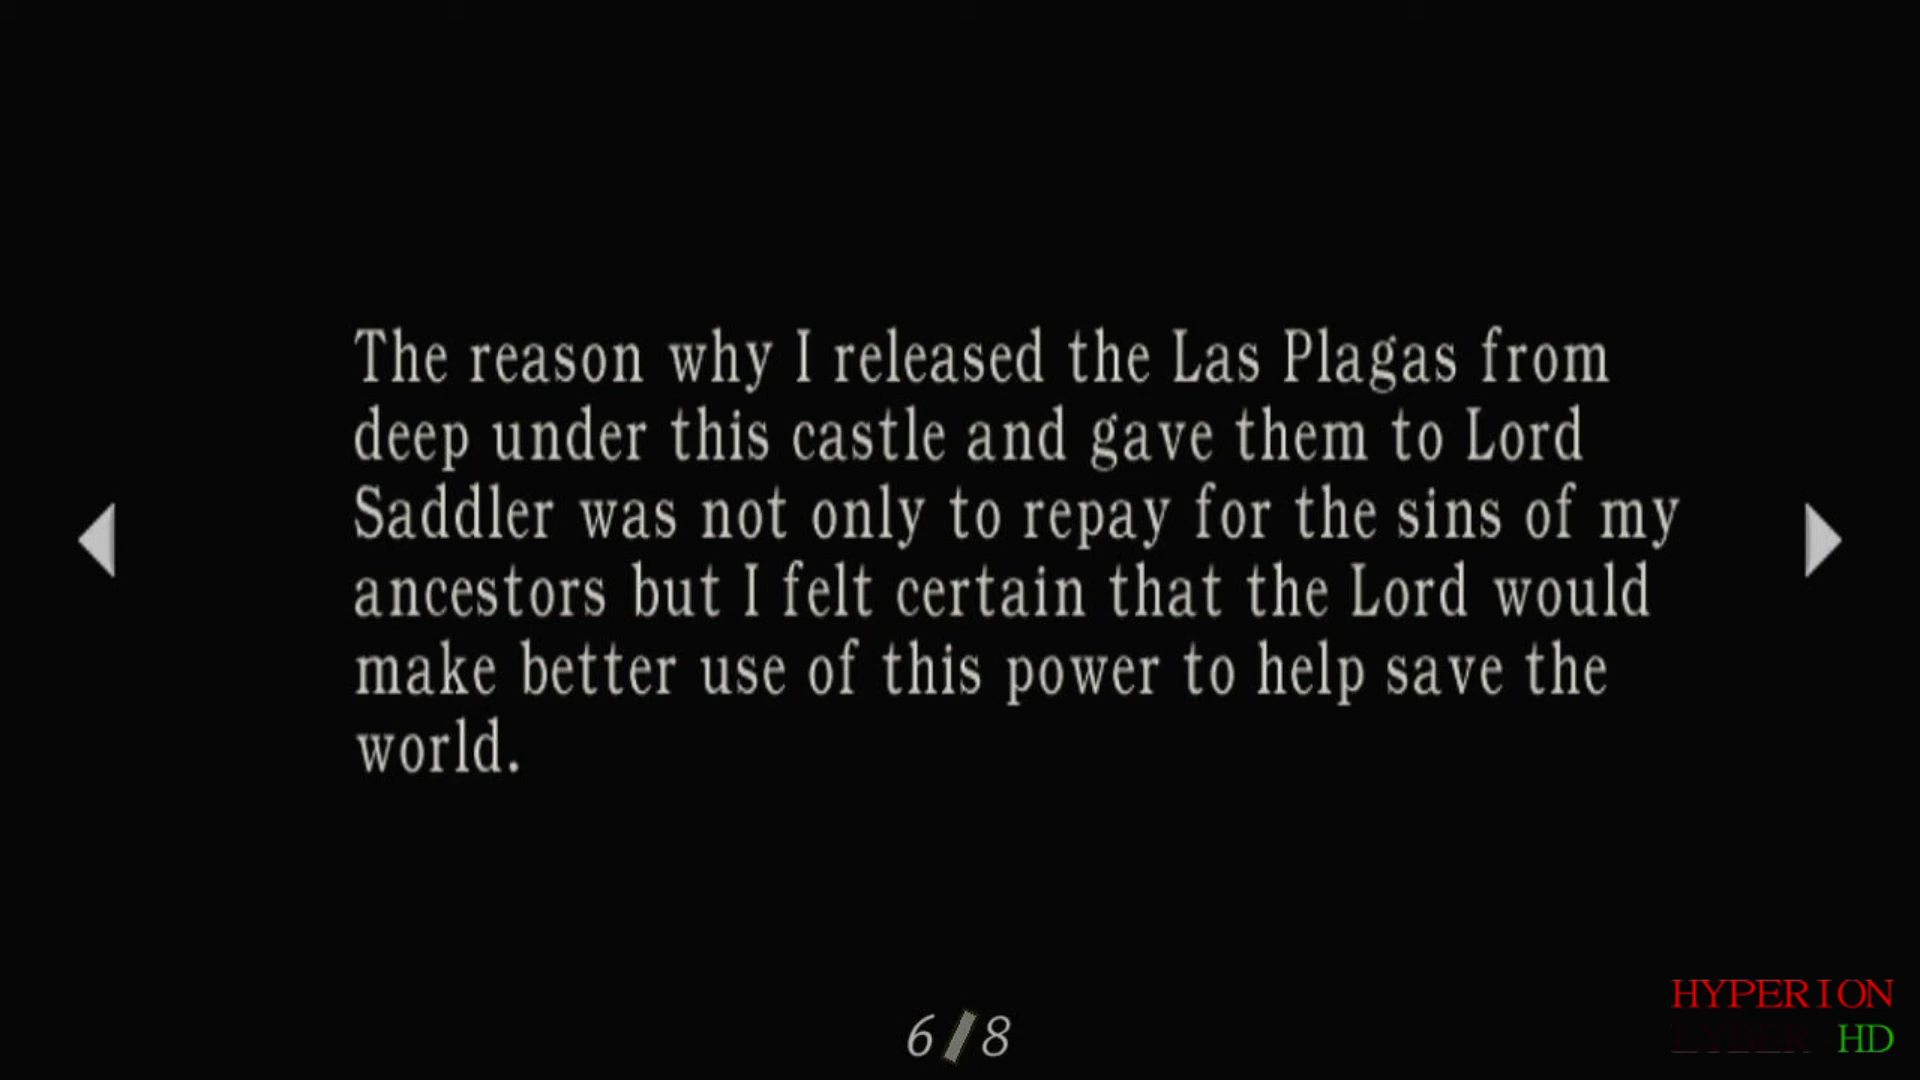 The reason why I released the Las Plagas from
deep under this castle and gave them to Lord
Saddler was not only to repay for the sins of my
ancestors but I felt certain that the Lord would
make better use of this power to help save the
world.
6/8
HYPERION
CYBER HD